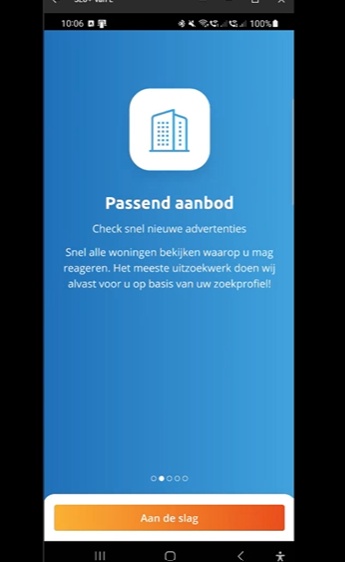 10:06
100%
Passend aanbod
Check snel nieuwe advertenties
Snel alle woningen bekijken waarop u mag
reageren. Het meeste uitzoekwerk doen wij
alvast voor u op basis van uw zoekprofiel!
Aan de slag